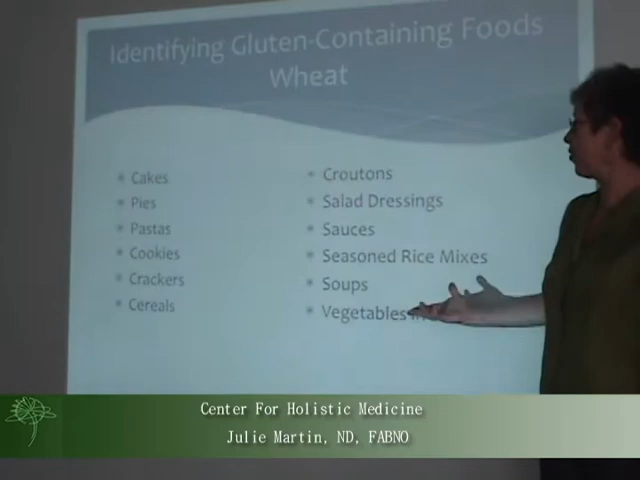 Identifying Gluten-Containing Foods
Wheat
Cakes
Pies
Pastas
Cookies
Crackers
Cereals
Croutons
Salad Dressings
Sauces
Seasoned Rice Mixes
Soups
Vegetables
Center For Holistic Medicine
Julie Martin, ND, FABNO